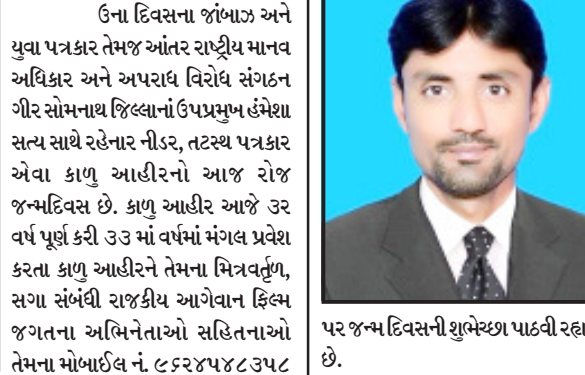 ઉના દિવસના જાંબાઝ અને
યુવા પત્રકાર તેમજ આંતર રાષ્ટ્રીય માનવ
અધિકાર અને અપરાધ વિરોધ સંગઠન
ગીર સોમનાથ જિલ્લાનાં ઉપપ્રમુખ હંમેશા
સત્ય સાથે રહેનાર નીડર, તટસ્થ પત્રકાર
એવા કાળુ આહીરનો આજ રોજ
જન્મદિવસ છે. કાળુ આહીર આજે ૩૨
વર્ષ પૂર્ણ કરી ૩૩ માં વર્ષમાં મંગલ પ્રવેશ
કરતા કાળુ આહીરને તેમના મિત્રવર્તુળ,
સગા સંબંધી રાજકીય આગેવાન ફિલ્મ
જગતના અભિનેતાઓ સહિતનાઓ
તેમના મોબાઈલ નં. ૯૬૨૪૫૪૮૩૫૮
પર જન્મ દિવસની શુભેચ્છા પાઠવી રહ્યા
છે.